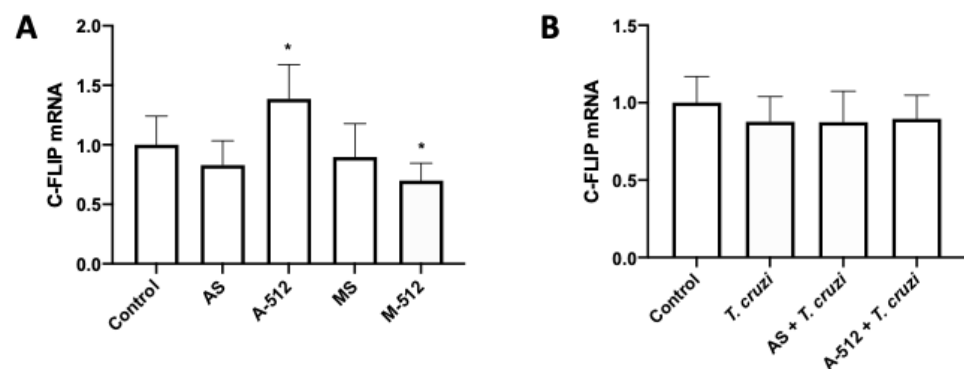 A
C-FLIP mRNA
2.0
1.5
1.0
0.5
0.0
*
*
Control
AS
A-512
MS
M-512
B
C-FLIP mRNA
1.5
1.0
0.5
0.0
Control
T. cruzi
AS + T. cruzi
A-512 + T. cruzi